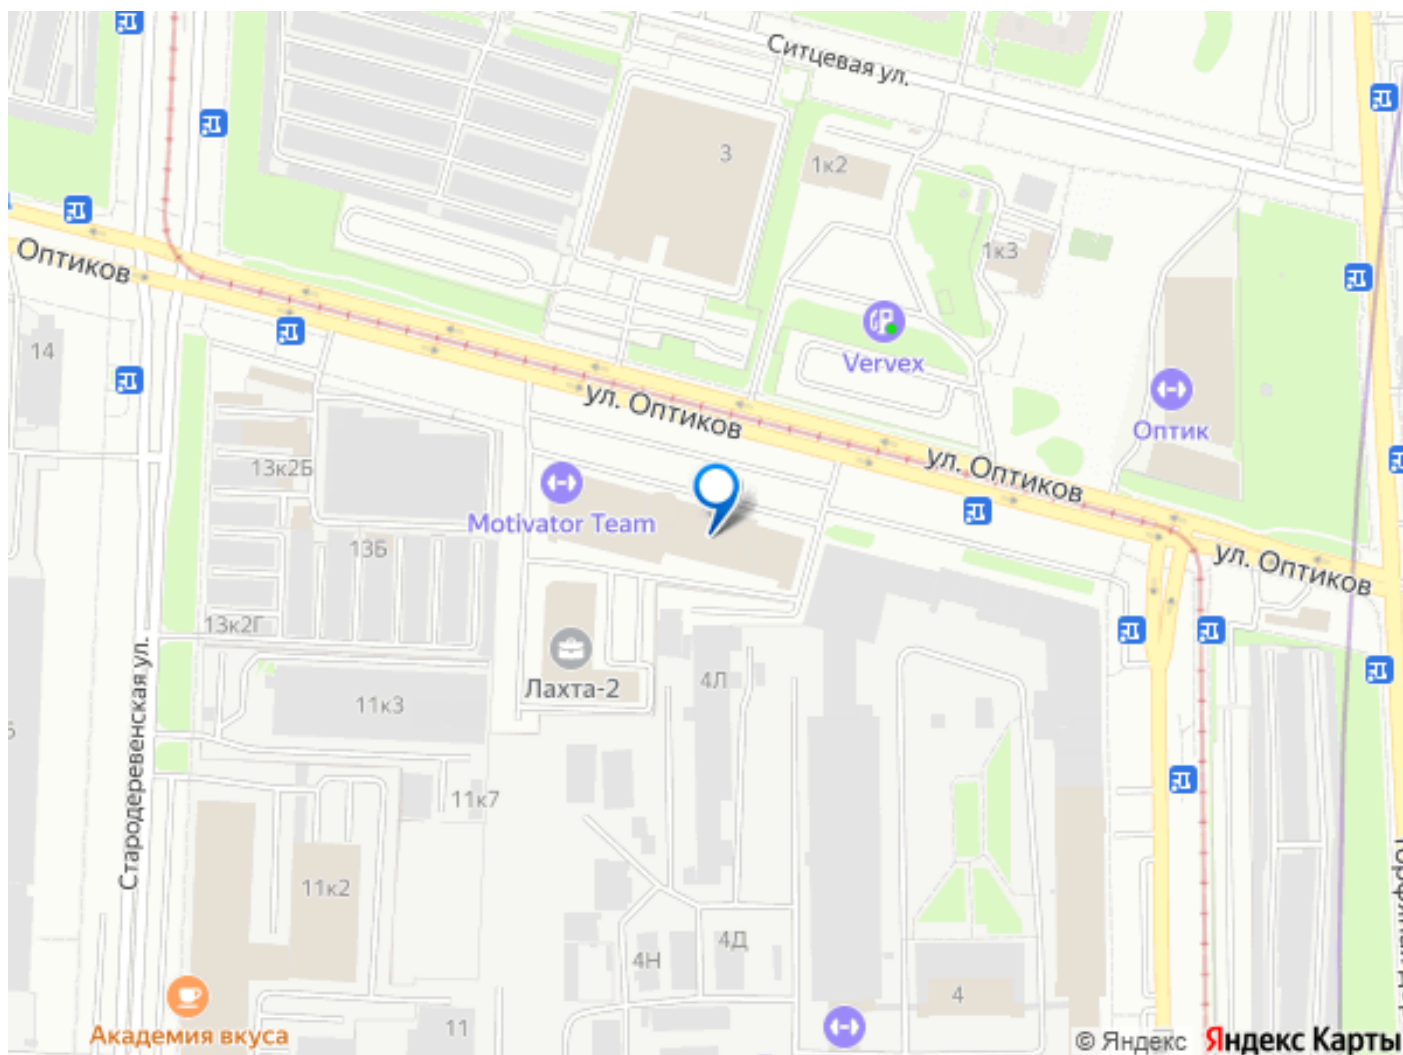 Ситцевая ул.
3
1к2
1к3
Оптиков
14
Vervex
Оптик
ул. Оптиков
ул. Оптиков
ул. Оптиков
13к2Б
Motivator Team
13Б
13к2Г
Стародеревенская ул.
Лахта-2
4Л
11к3
11к7
11к2
4Н
4Д
4
11
Академия вкуса
© Яндекс Яндекс Карты